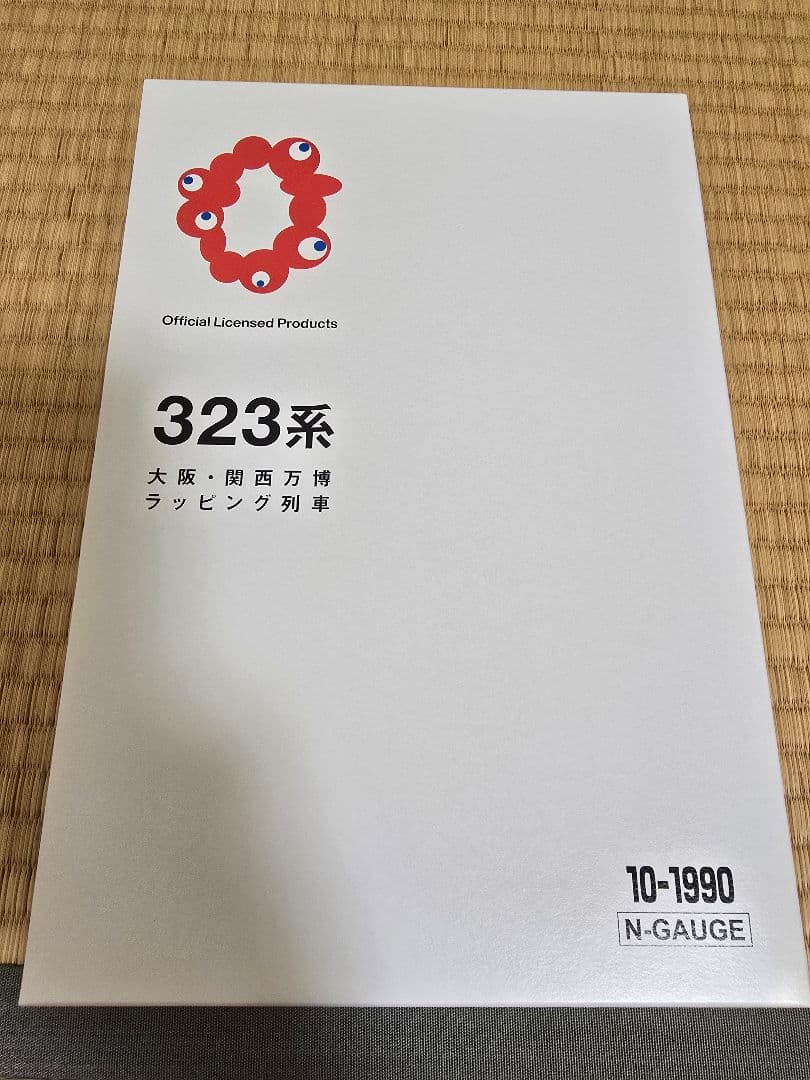 Official Licensed Products
323系
大阪・関西万博
ラッピング列車
10-1990
N-GAUGE